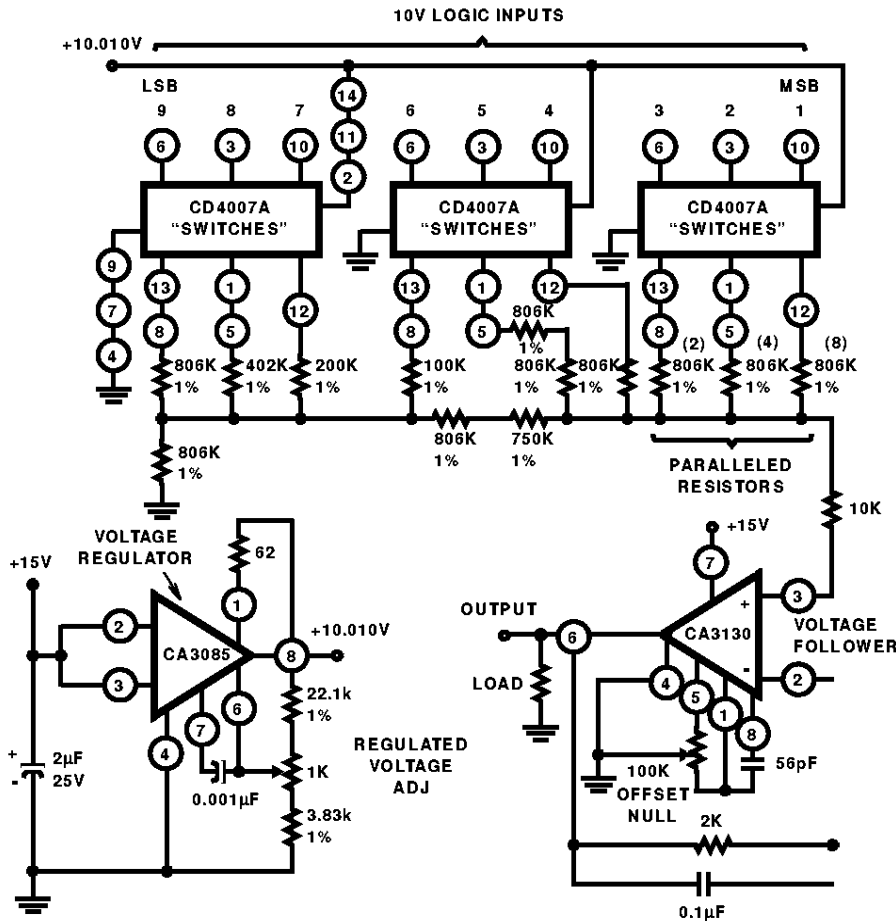 10V LOGIC INPUTS
+10.010V
LSB MSB
9 8 7 6 5 4 3 2 1
14
11
2
6 3 10 6 3 10 6 3 10
CD4007A
"SWITCHES"
CD4007A
"SWITCHES"
CD4007A
"SWITCHES"
9
7
4
13 1 12
8 5
13 1 12
8 5
13 1 12
8 5
806K
1%
402K
1%
200K
1%
100K
1%
806K
1%
806K
1%
806K
1%
(2)
806K
1%
(4)
806K
1%
(8)
806K
1%
806K
1%
750K
1%
806K
1%
PARALLELED
RESISTORS
10K
VOLTAGE
REGULATOR
+15V
62
1
2
3
CA3085
8
+10.010V
7
6
4
22.1k
1%
1K
3.83k
1%
0.001µF
+
-
2µF
25V
REGULATED
VOLTAGE
ADJ
+15V
7
OUTPUT
6
LOAD
CA3130
+
-
3
2
VOLTAGE
FOLLOWER
4
5
1
8
100K
OFFSET
NULL
56pF
2K
0.1µF